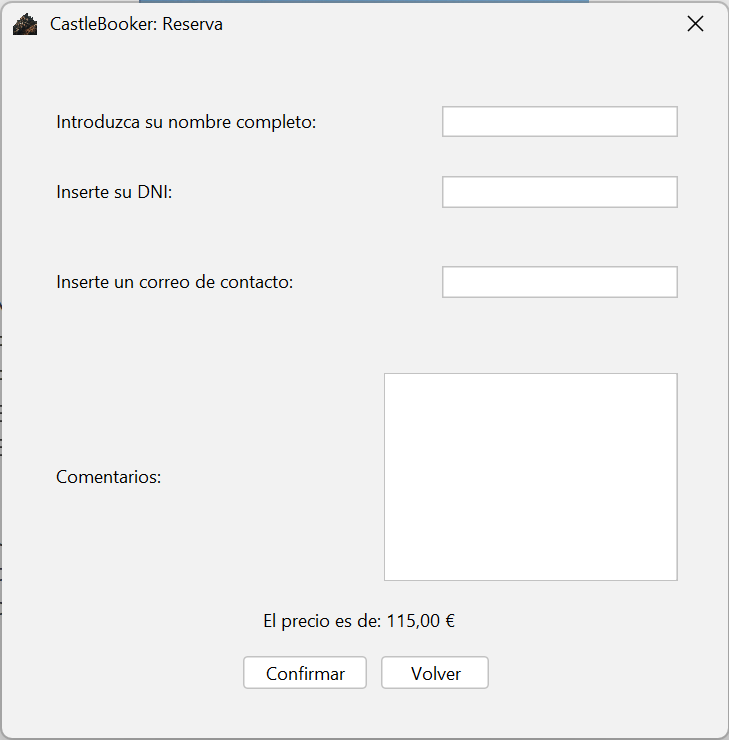 CastleBooker: Reserva
Introduzca su nombre completo:
Inserte su DNI:
Inserte un correo de contacto:
Comentarios:
El precio es de: 115,00 €
Confirmar
Volver